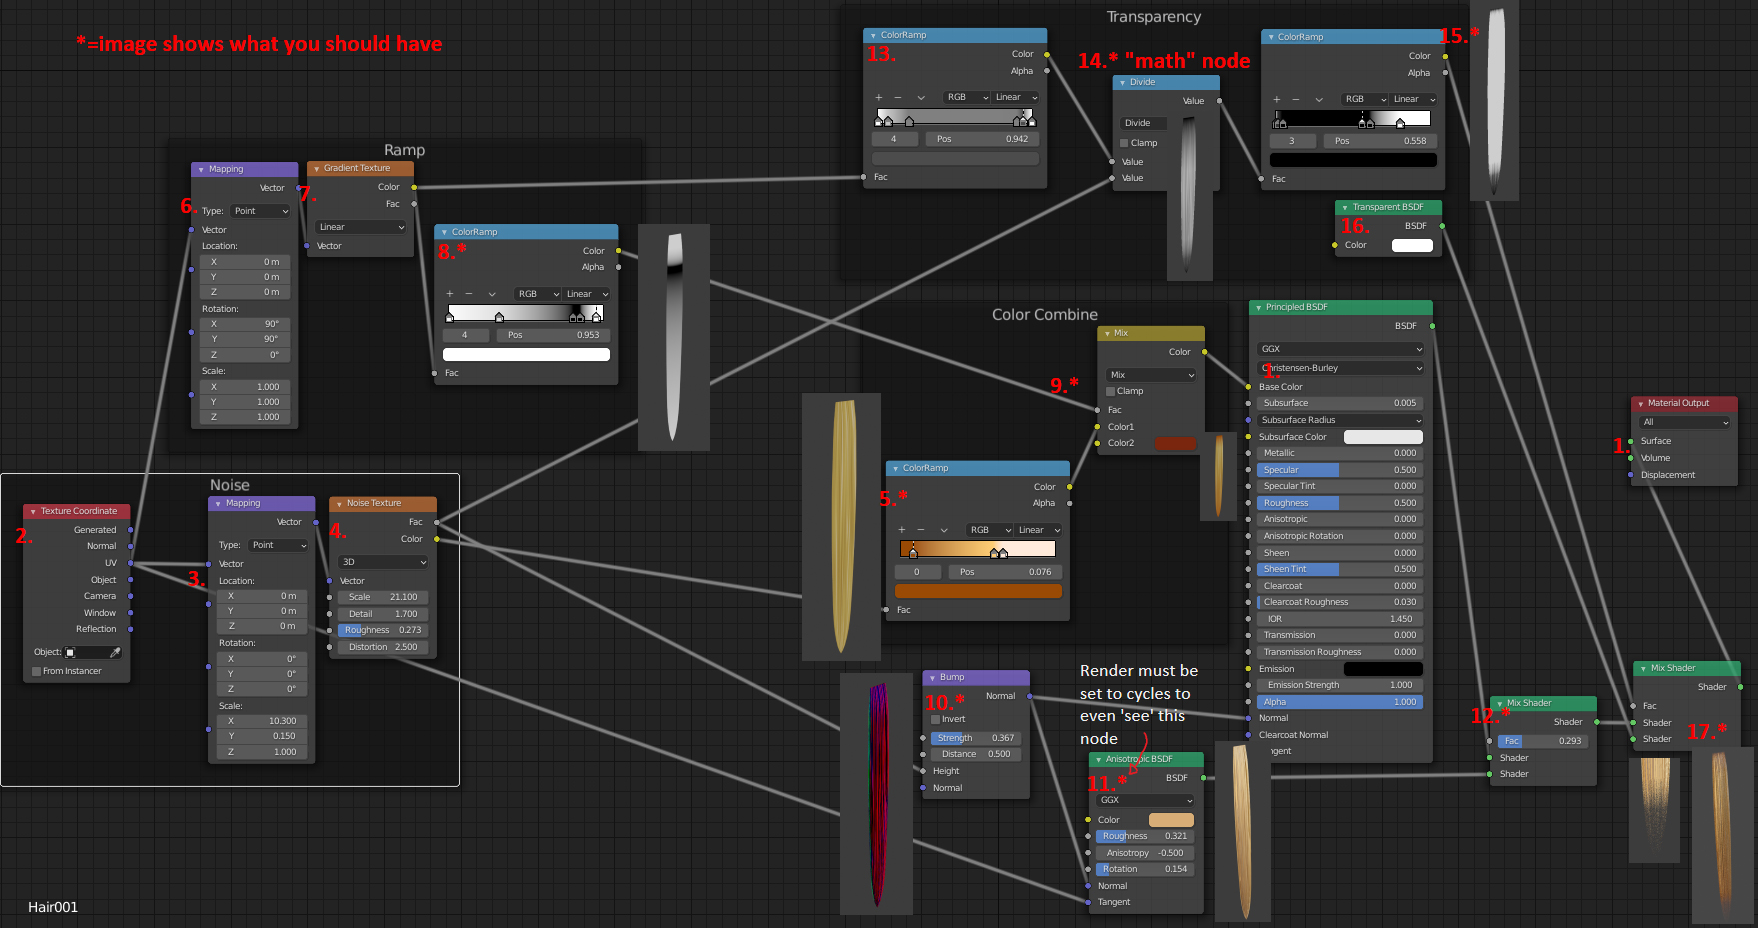 *=image shows what you should have
Transparency
ColorRamp
13.
Color
Alpha
+ −
RGB
Linear
4
Pos
0.942
Fac
14.* "math" node
Divide
Value
Divide
Clamp
Value
Value
ColorRamp
15.*
Color
Alpha
+ −
RGB
Linear
3
Pos
0.558
Fac
Transparent BSDF
16.
BSDF
Color
Ramp
Mapping
Vector
6.
Type:
Point
Vector
Location:
X 0 m
Y 0 m
Z 0 m
Rotation:
X 90°
Y 90°
Z 0°
Scale:
X 1.000
Y 1.000
Z 1.000
Gradient Texture
7.
Color
Fac
Linear
Vector
ColorRamp
8.*
Color
Alpha
+ −
RGB
Linear
4
Pos
0.953
Fac
Color Combine
Mix
Color
9.*
Mix
Clamp
Fac
Color1
Color2
ColorRamp
5.*
Color
Alpha
+ −
RGB
Linear
0
Pos
0.076
Fac
Principled BSDF
BSDF
GGX
Christensen-Burley
1.
Base Color
Subsurface 0.005
Subsurface Radius
Subsurface Color
Metallic 0.000
Specular 0.500
Specular Tint 0.000
Roughness 0.500
Anisotropic 0.000
Anisotropic Rotation 0.000
Sheen 0.000
Sheen Tint 0.500
Clearcoat 0.000
Clearcoat Roughness 0.030
IOR 1.450
Transmission 0.000
Transmission Roughness 0.000
Emission
Emission Strength 1.000
Alpha 1.000
Normal
Clearcoat Normal
ngent
Material Output
All
1.
Surface
Volume
Displacement
Noise
Texture Coordinate
2.
Generated
Normal
UV
Object
Camera
Window
Reflection
Object:
From Instancer
Mapping
Vector
Type:
Point
3.
Vector
Location:
X 0 m
Y 0 m
Z 0 m
Rotation:
X 0°
Y 0°
Z 0°
Scale:
X 10.300
Y 0.150
Z 1.000
Noise Texture
4.
Fac
Color
3D
Vector
Scale 21.100
Detail 1.700
Roughness 0.273
Distortion 2.500
Bump
10.*
Normal
Invert
Strength 0.367
Distance 0.500
Height
Normal
Render must be
set to cycles to
even 'see' this
node
Anisotropic BSDF
11.*
BSDF
GGX
Color
Roughness 0.321
Anisotropy -0.500
Rotation 0.154
Normal
Tangent
Mix Shader
12.*
Shader
Fac 0.293
Shader
Shader
Mix Shader
Shader
Fac
Shader
Shader
17.*
Hair001